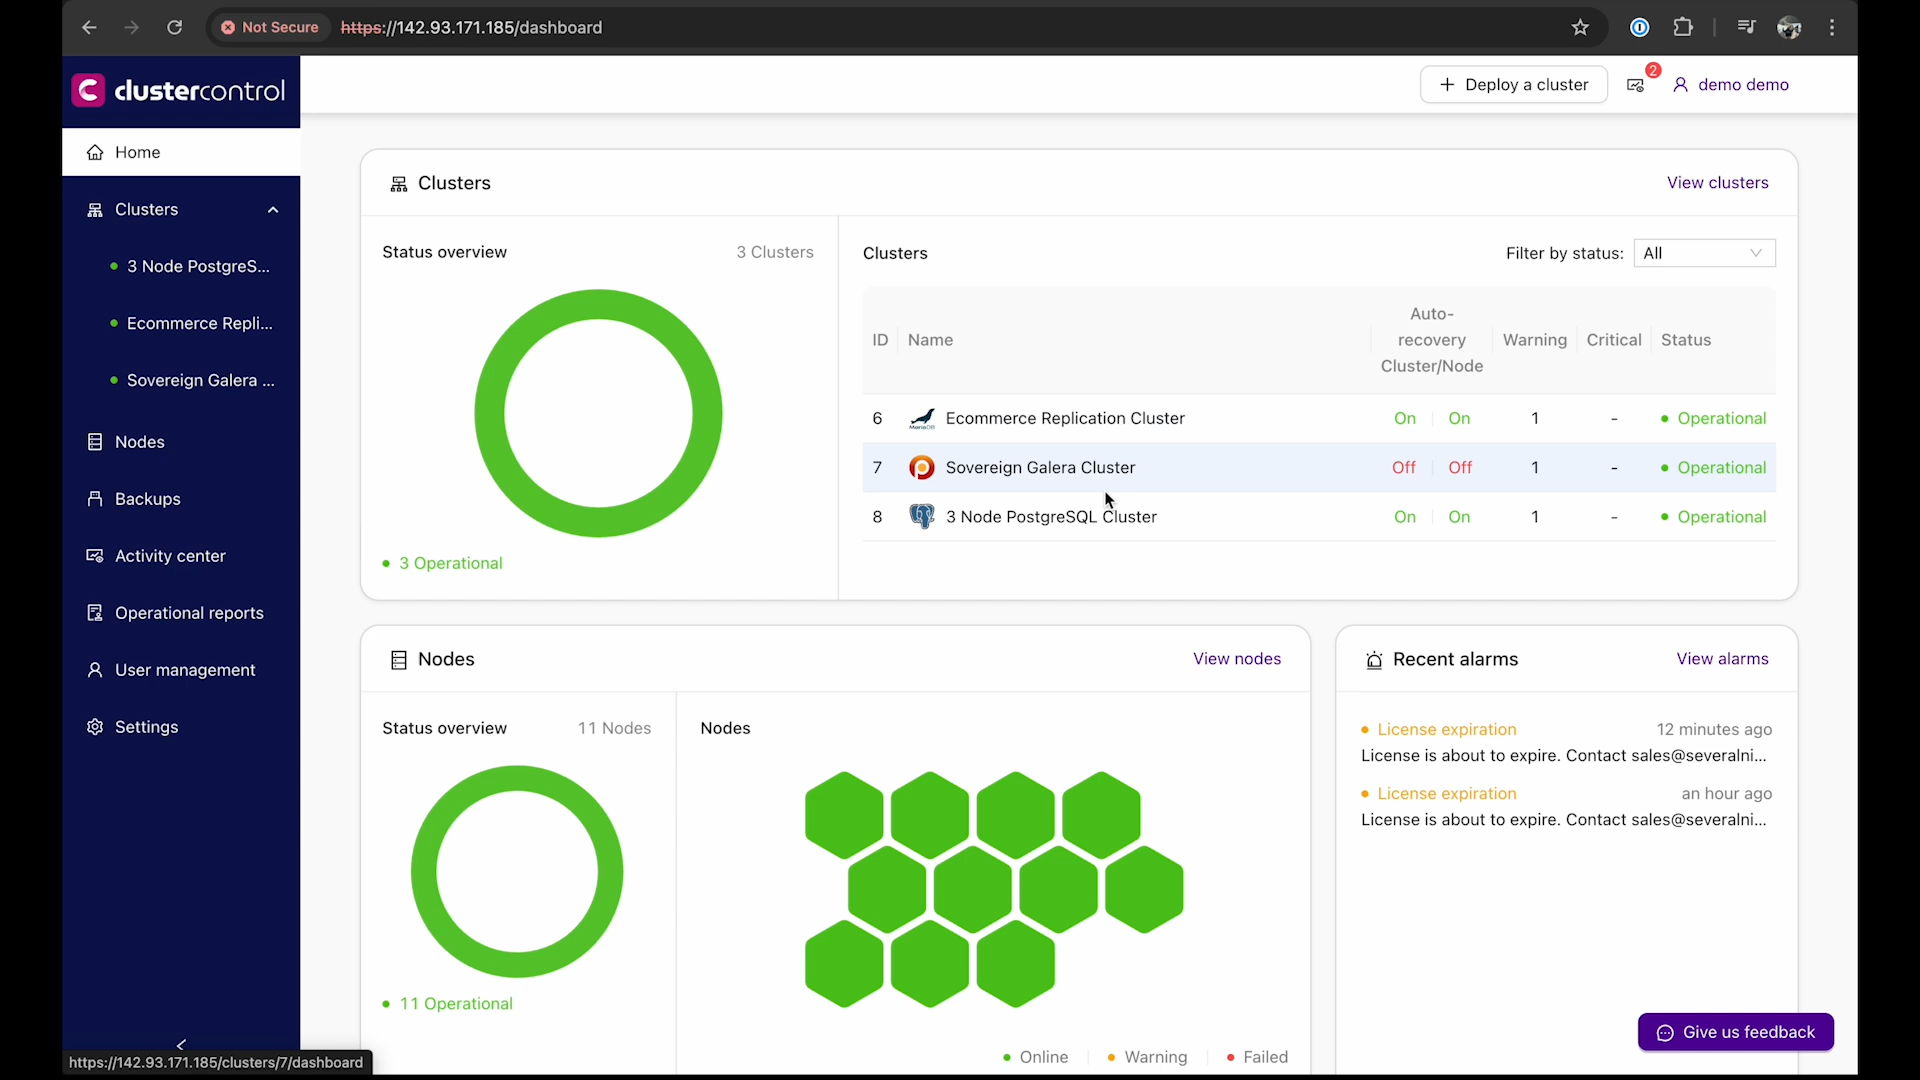 Not Secure https://142.93.171.185/dashboard
clustercontrol
Deploy a cluster
2
demo demo
Home
Clusters
3 Node PostgreS...
Ecommerce Repli...
Sovereign Galera ...
Nodes
Backups
Activity center
Operational reports
User management
Settings
https://142.93.171.185/clusters/7/dashboard
Clusters
View clusters
Status overview
3 Clusters
3 Operational
Clusters
Filter by status: All
ID Name Auto-recovery Cluster/Node Warning Critical Status
6 MariaDB Ecommerce Replication Cluster On On 1 - Operational
7 Sovereign Galera Cluster Off Off 1 - Operational
8 3 Node PostgreSQL Cluster On On 1 - Operational
Nodes
View nodes
Status overview
11 Nodes
11 Operational
Nodes
Online Warning Failed
Recent alarms
View alarms
License expiration 12 minutes ago
License is about to expire. Contact sales@severalni...
License expiration an hour ago
License is about to expire. Contact sales@severalni...
Give us feedback